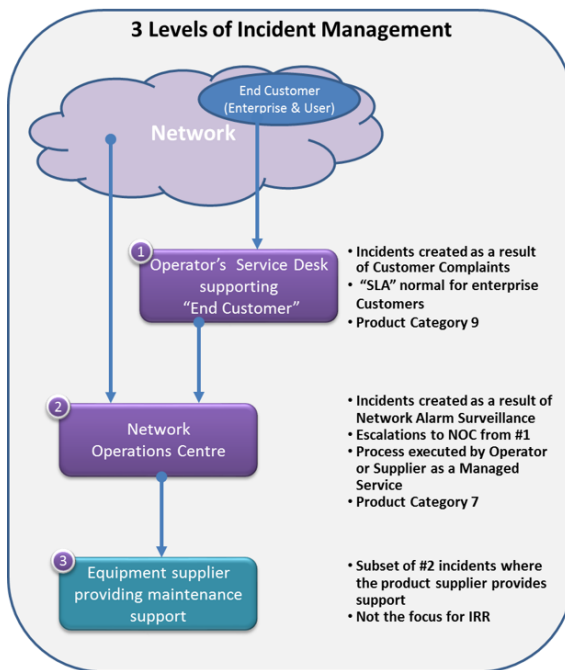 3 Levels of Incident Management
End Customer
(Enterprise & User)
Network
1
Operator's Service Desk
supporting
"End Customer"
• Incidents created as a result
of Customer Complaints
• "SLA" normal for enterprise
Customers
• Product Category 9
2
Network
Operations Centre
• Incidents created as a result of
Network Alarm Surveillance
• Escalations to NOC from #1
• Process executed by Operator
or Supplier as a Managed
Service
• Product Category 7
3
Equipment supplier
providing maintenance
support
• Subset of #2 incidents where
the product supplier provides
support
• Not the focus for IRR